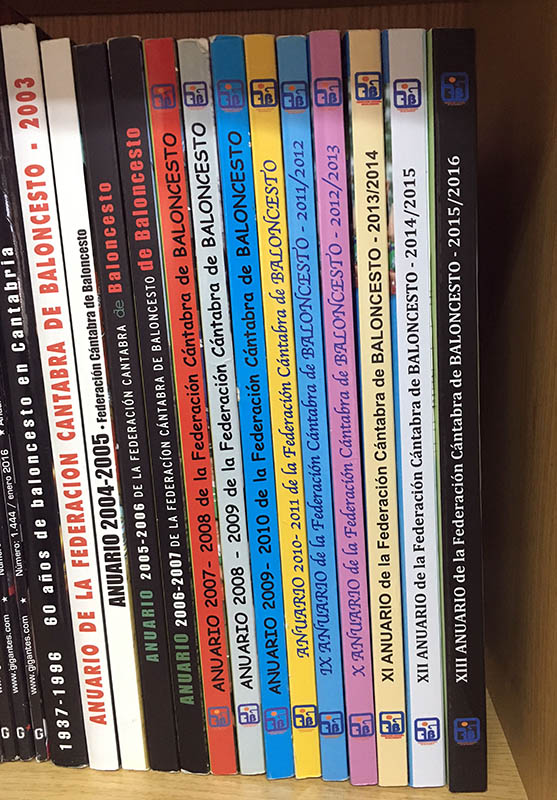 www.gigantes.com ★
www.gigantes.com ★ Número: 1.444 / enero 2016 ★
www.gigantes.com ★
G
G
G
1937-1996 60 años de baloncesto en Cantabria
ANUARIO DE LA FEDERACION CANTABRA DE BALONCESTO - 2003
ANUARIO 2004-2005 - Federación Cántabra de Baloncesto
ANUARIO 2005-2006 DE LA FEDERACIÓN CÁNTABRA de Baloncesto
ANUARIO 2006-2007 DE LA FEDERACIÓN CÁNTABRA DE BALONCESTO de Baloncesto
ANUARIO 2007- 2008 de la Federación Cántabra de BALONCESTO
ANUARIO 2008 - 2009 de la Federación Cántabra de BALONCESTO
ANUARIO 2009- 2010 de la Federación Cántabra de BALONCESTO
ANUARIO 2010- 2011 de la Federación Cántabra de BALONCESTO
IX ANUARIO de la Federación Cántabra de BALONCESTO - 2011/2012
X ANUARIO de la Federación Cántabra de BALONCESTO - 2012/2013
XI ANUARIO de la Federación Cántabra de BALONCESTO - 2013/2014
XII ANUARIO de la Federación Cántabra de BALONCESTO - 2014/2015
XIII ANUARIO de la Federación Cántabra de BALONCESTO - 2015/2016